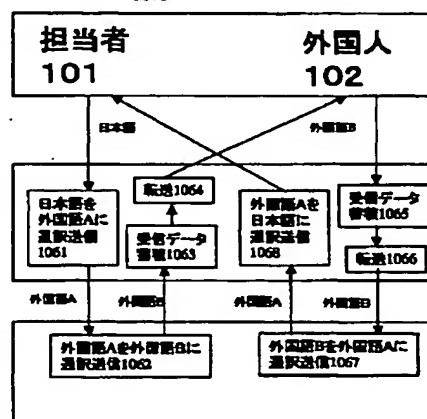 担当者
101
外国人
102
日本語
外国語B
日本語を
外国語Aに
通訳送信
1061
転送1064
受信データ
蓄積1063
外国語Aを
日本語に
通訳送信
1068
受信データ
蓄積1065
転送1066
外国語A
外国語B
外国語A
外国語B
外国語Aを外国語Bに
通訳送信1062
外国語Bを外国語Aに
通訳送信1067